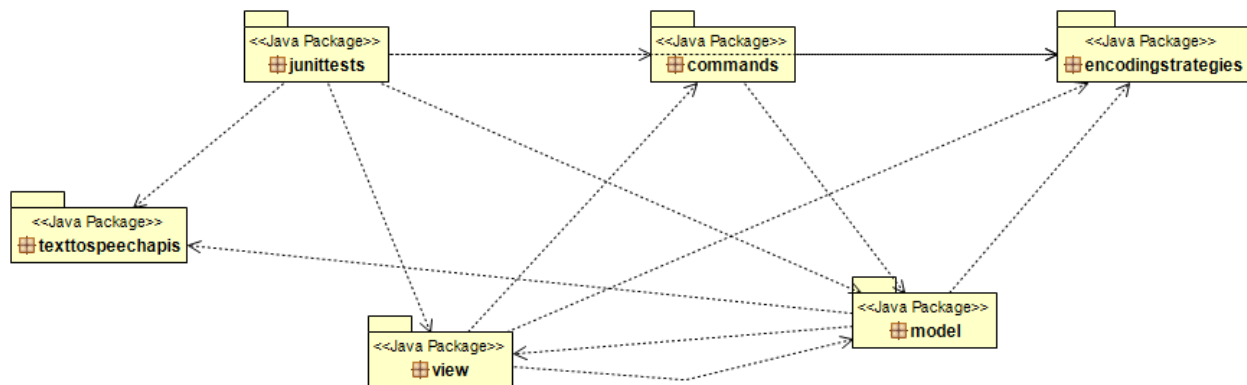 <<Java Package>>
junittests
<<Java Package>>
commands
<<Java Package>>
encodingstrategies
<<Java Package>>
texttospeechapis
<<Java Package>>
model
<<Java Package>>
view